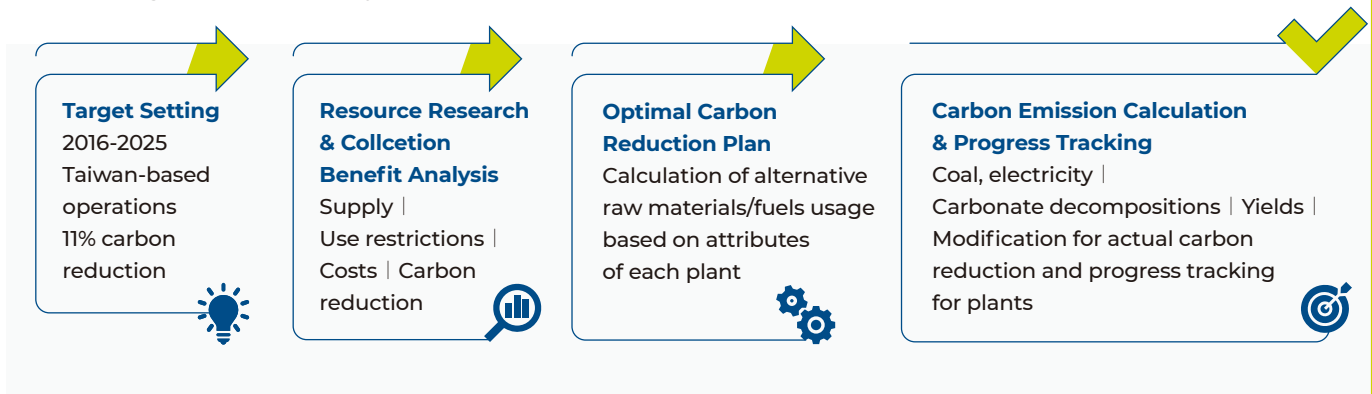 Target Setting
2016-2025
Taiwan-based
operations
11% carbon
reduction
Resource Research
& Collcetion
Benefit Analysis
Supply |
Use restrictions |
Costs | Carbon
reduction
Optimal Carbon
Reduction Plan
Calculation of alternative
raw materials/fuels usage
based on attributes
of each plant
Carbon Emission Calculation
& Progress Tracking
Coal, electricity |
Carbonate decompositions | Yields |
Modification for actual carbon
reduction and progress tracking
for plants